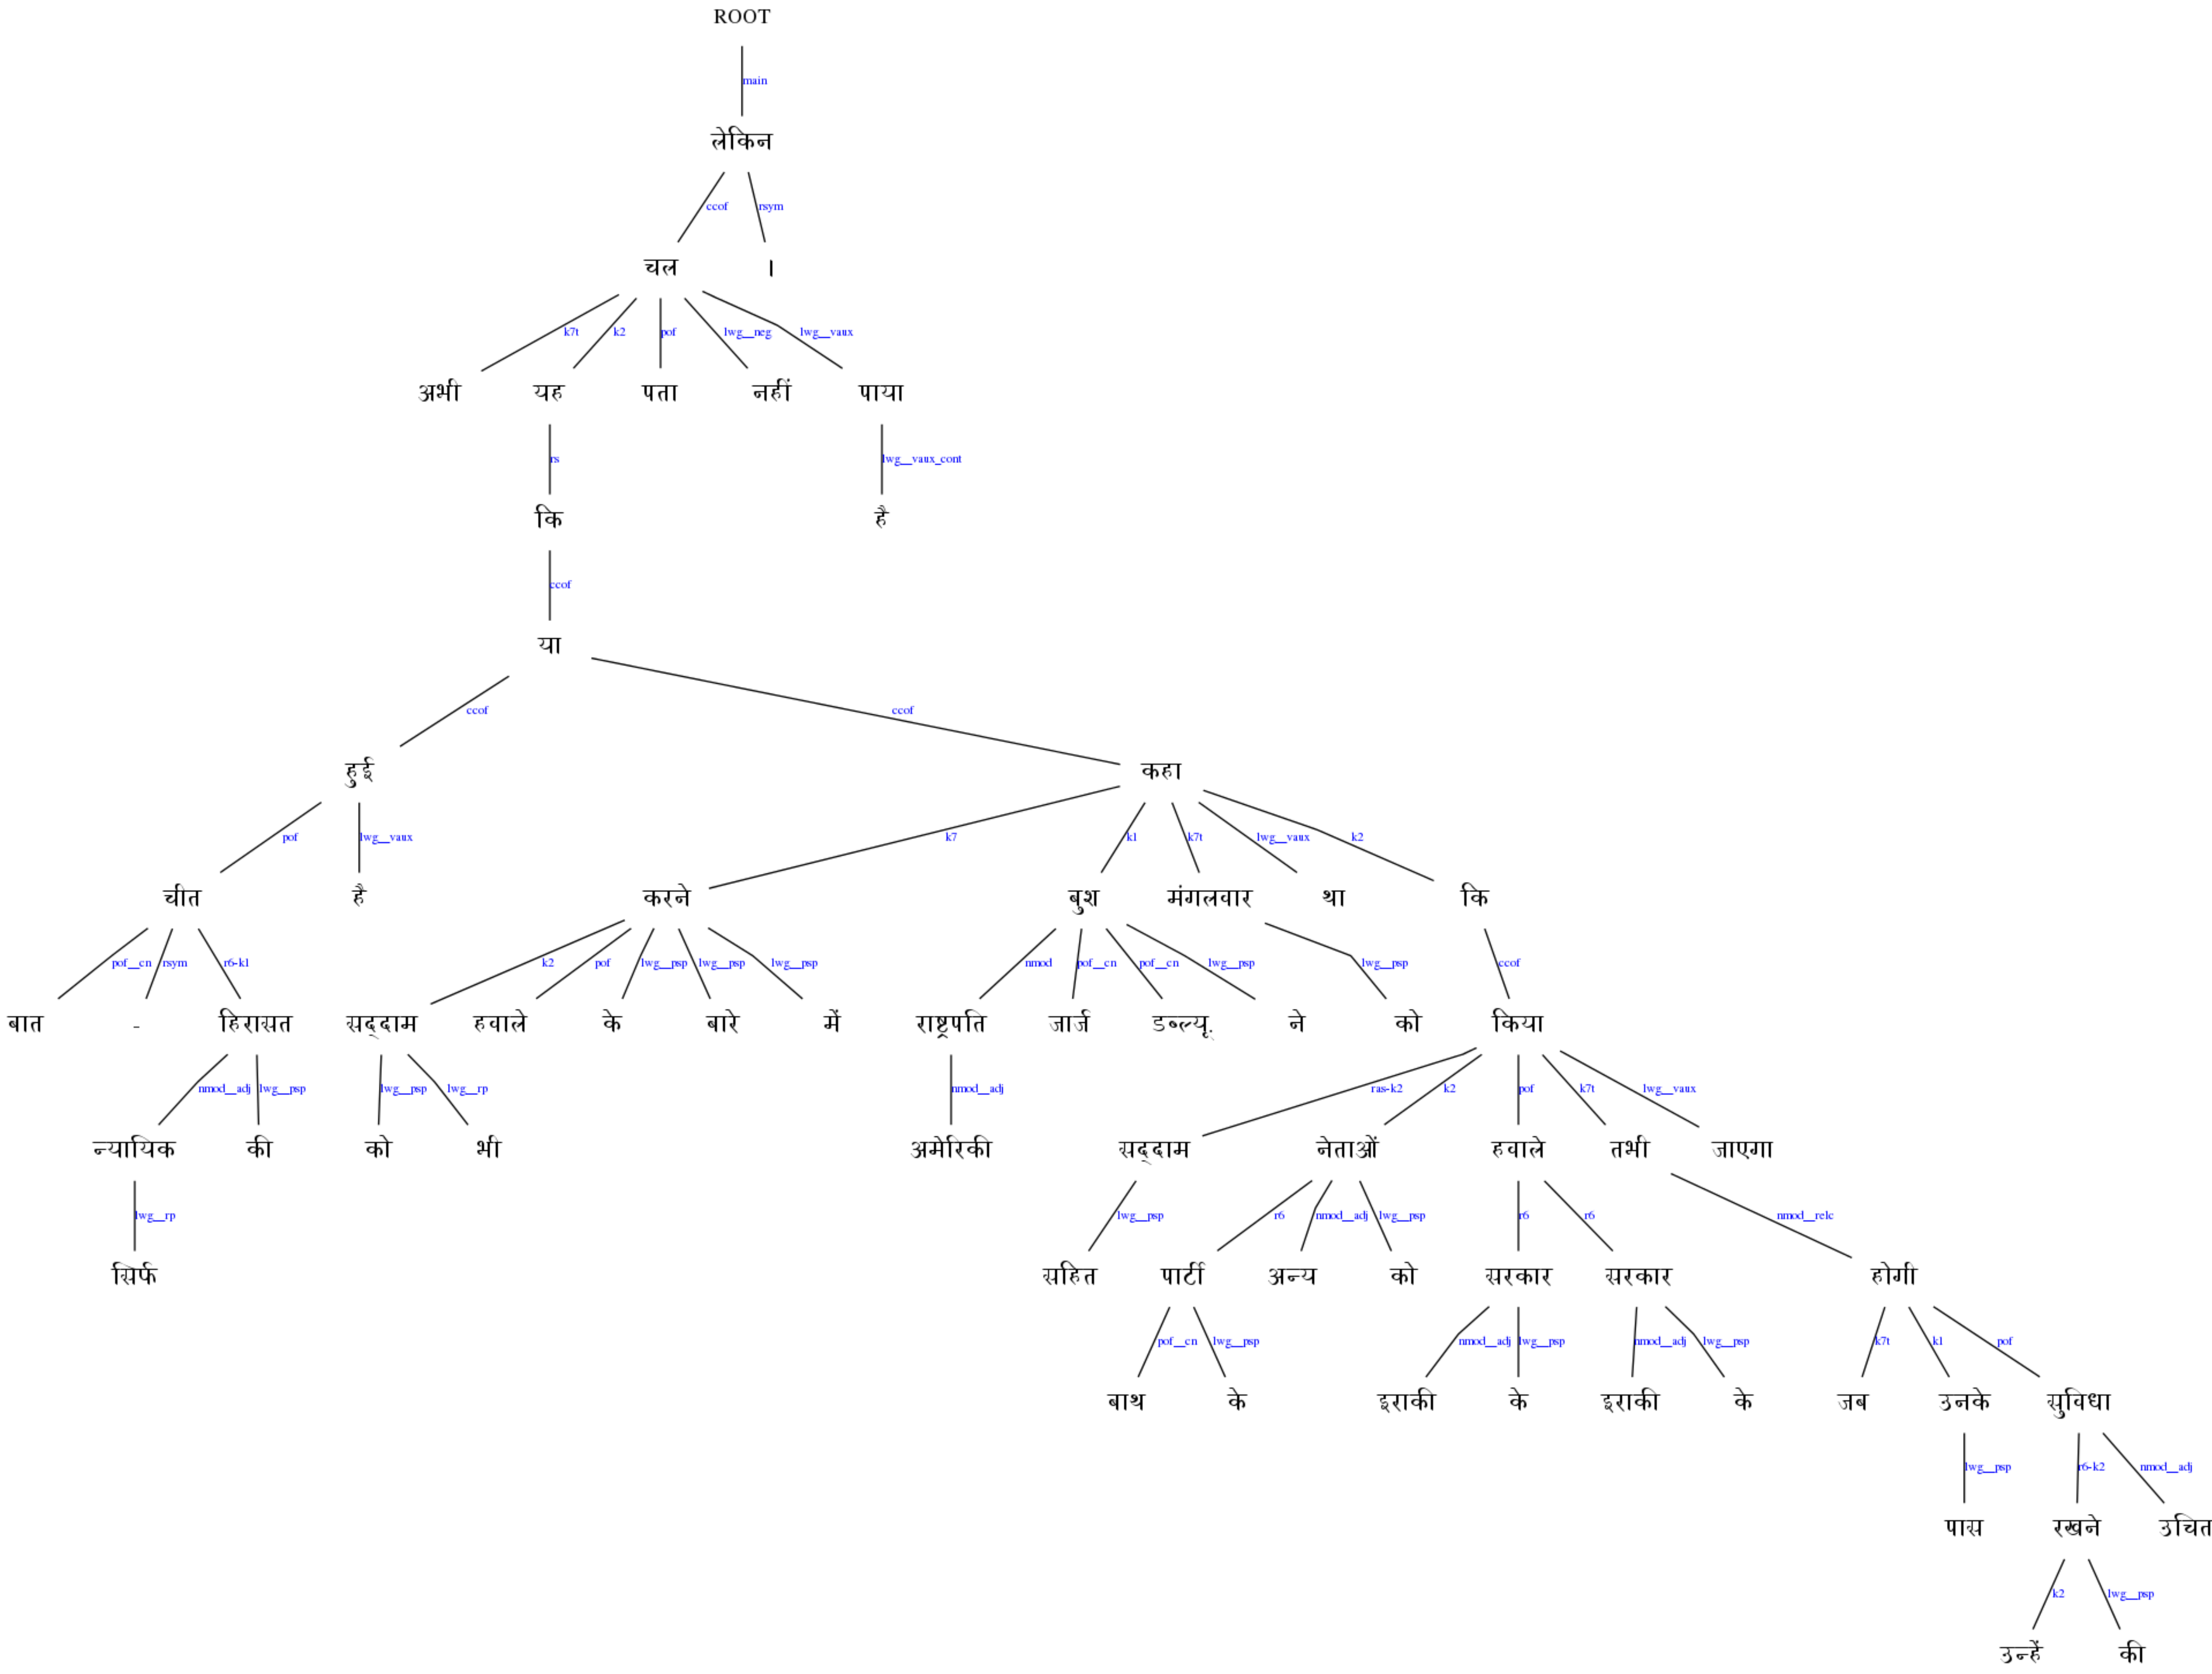 ROOT
main
लेकिन
ccof rsym
चल ।
k7t k2 pof lwg__neg lwg__vaux
अभी यह पता नहीं पाया
rs lwg__vaux_cont
कि है
ccof
या
ccof ccof
हुई कहा
pof lwg__vaux k7 k1 k7t lwg__vaux k2
चीत है करने बुश मंगलवार था कि
pof__cn rsym r6-k1 k2 pof lwg__psp lwg__psp lwg__psp nmod pof__cn pof__cn lwg__psp lwg__psp ccof
बात - हिरासत सद्दाम हवाले के बारे में राष्ट्रपति जार्ज डब्ल्यू. ने को किया
nmod__adj lwg__psp lwg__psp lwg__rp nmod__adj ras-k2 k2 pof k7t lwg__vaux
न्यायिक की को भी अमेरिकी सद्दाम नेताओं हवाले तभी जाएगा
lwg__rp lwg__psp r6 nmod__adj lwg__psp r6 r6 nmod__relc
सिर्फ सहित पार्टी अन्य को सरकार सरकार होगी
pof__cn lwg__psp nmod__adj lwg__psp nmod__adj lwg__psp k7t k1 pof
बाथ के इराकी के इराकी के जब उनके सुविधा
lwg__psp r6-k2 nmod__adj
पास रखने उचित
k2 lwg__psp
उन्हें की